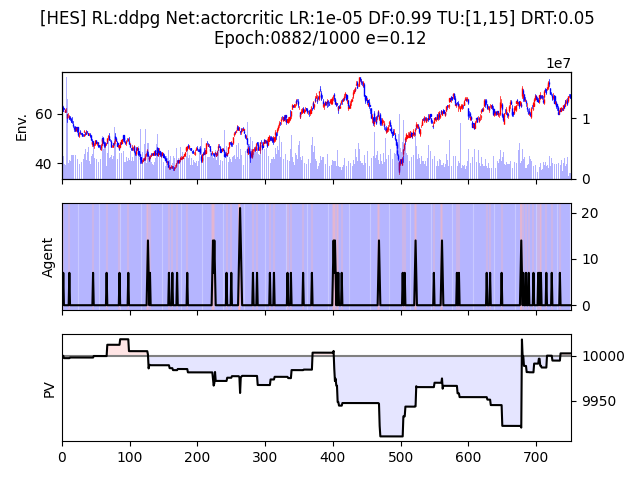 [HES] RL:ddpg Net:actorcritic LR:1e-05 DF:0.99 TU:[1,15] DRT:0.05
Epoch:0882/1000 e=0.12
1e7
Env.
60
40
1
0
Agent
20
10
0
PV
10000
9950
0 100 200 300 400 500 600 700